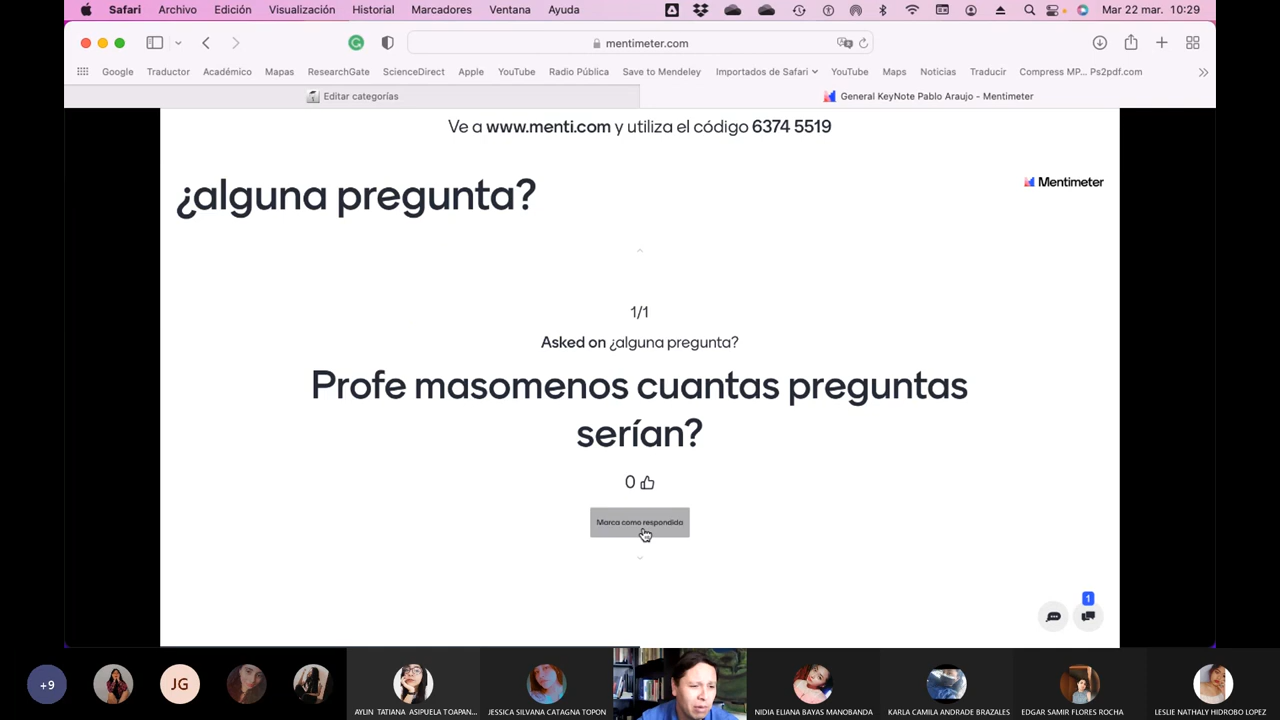 Safari Archivo Edición Visualización Historial Marcadores Ventana Ayuda Mar 22 mar. 10:29
mentimeter.com
Google Traductor Académico Mapas ResearchGate ScienceDirect Apple YouTube Radio Pública Save to Mendeley Importados de Safari YouTube Maps Noticias Traducir Compress MP... Ps2pdf.com
Editar categorías General KeyNote Pablo Araujo - Mentimeter
Ve a www.menti.com y utiliza el código 6374 5519
¿alguna pregunta?
Mentimeter
1/1
Asked on ¿alguna pregunta?
Profe masomenos cuantas preguntas
serían?
0
Marca como respondida
1
+9 JG
AYLIN TATIANA ASIPUELA TOAPAN... JESSICA SILVANA CATAGNA TOPON NIDIA ELIANA BAYAS MANOBANDA KARLA CAMILA ANDRADE BRAZALES EDGAR SAMIR FLORES ROCHA LESLIE NATHALY HIDROBO LOPEZ